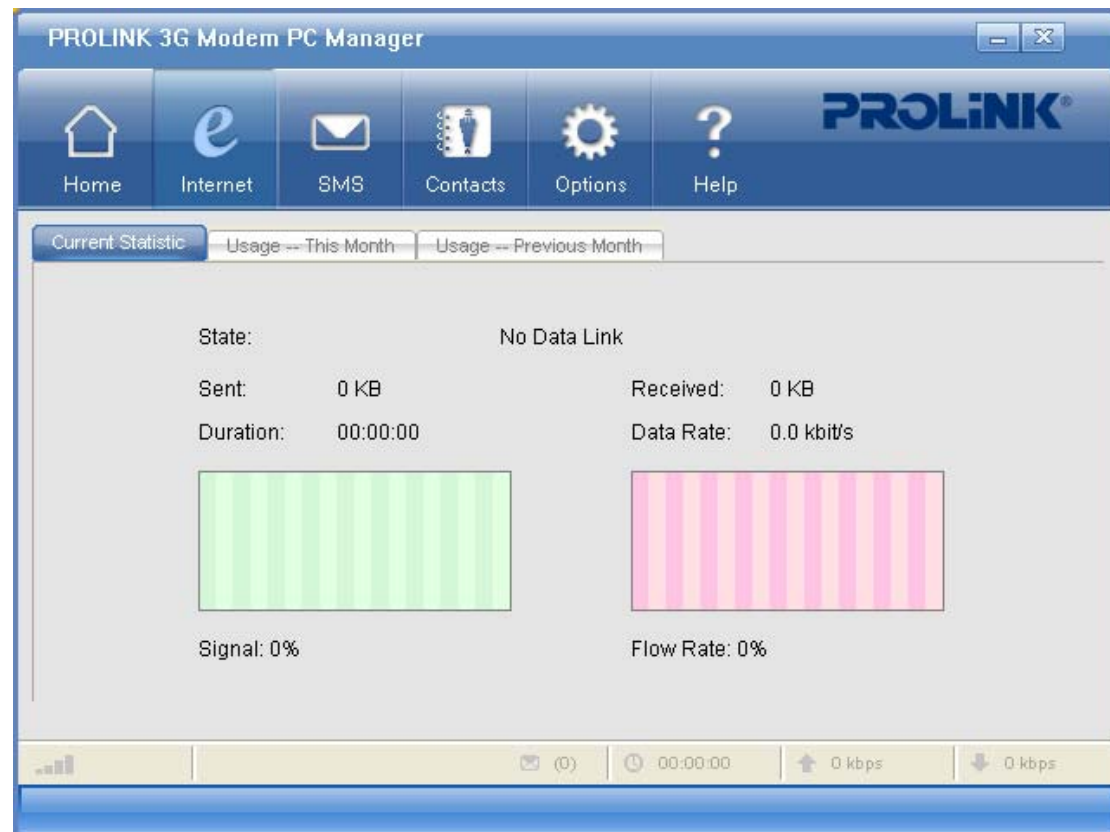 PROLINK 3G Modem PC Manager
PROLiNK®
Home Internet SMS Contacts Options Help
Current Statistic Usage -- This Month Usage -- Previous Month
State: No Data Link
Sent: 0 KB Received: 0 KB
Duration: 00:00:00 Data Rate: 0.0 kbit/s
Signal: 0% Flow Rate: 0%
(0) 00:00:00 0 kbps 0 kbps